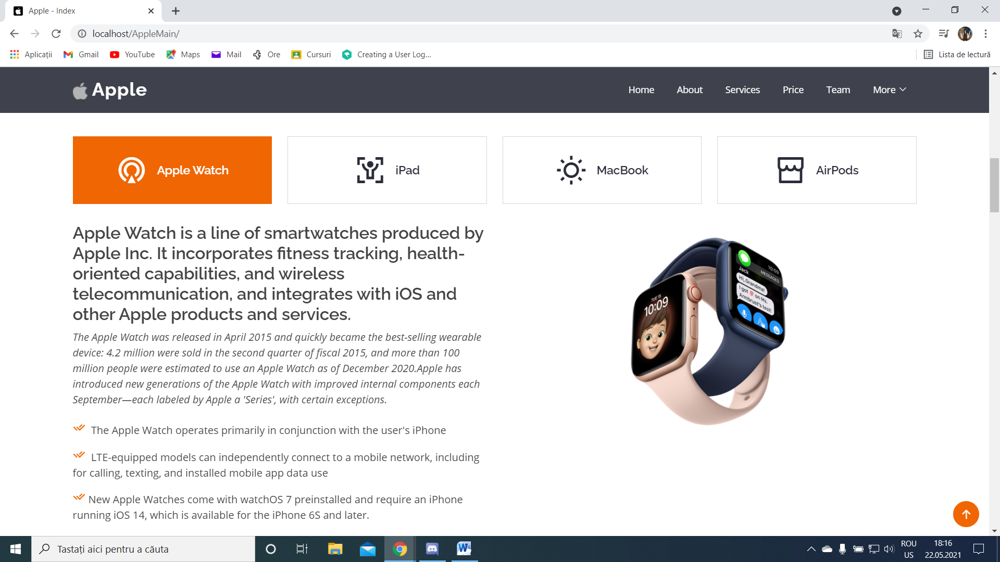 Apple - Index
localhost/AppleMain/
Aplicații Gmail YouTube Maps Mail Ore Cursuri Creating a User Log... Lista de lectură
Apple
Home About Services Price Team More
Apple Watch
iPad
MacBook
AirPods
Apple Watch is a line of smartwatches produced by
Apple Inc. It incorporates fitness tracking, health-
oriented capabilities, and wireless
telecommunication, and integrates with iOS and
other Apple products and services.
The Apple Watch was released in April 2015 and quickly became the best-selling wearable
device: 4.2 million were sold in the second quarter of fiscal 2015, and more than 100
million people were estimated to use an Apple Watch as of December 2020.Apple has
introduced new generations of the Apple Watch with improved internal components each
September—each labeled by Apple a 'Series', with certain exceptions.
The Apple Watch operates primarily in conjunction with the user's iPhone
LTE-equipped models can independently connect to a mobile network, including
for calling, texting, and installed mobile app data use
New Apple Watches come with watchOS 7 preinstalled and require an iPhone
running iOS 14, which is available for the iPhone 6S and later.
TUE 15
10:09
10:09
MESSAGES
Jack
Hi, Grandma!
I got 💯 on Ms.
Armbrust's test!
Tastați aici pentru a căuta
ROU
US
18:16
22.05.2021